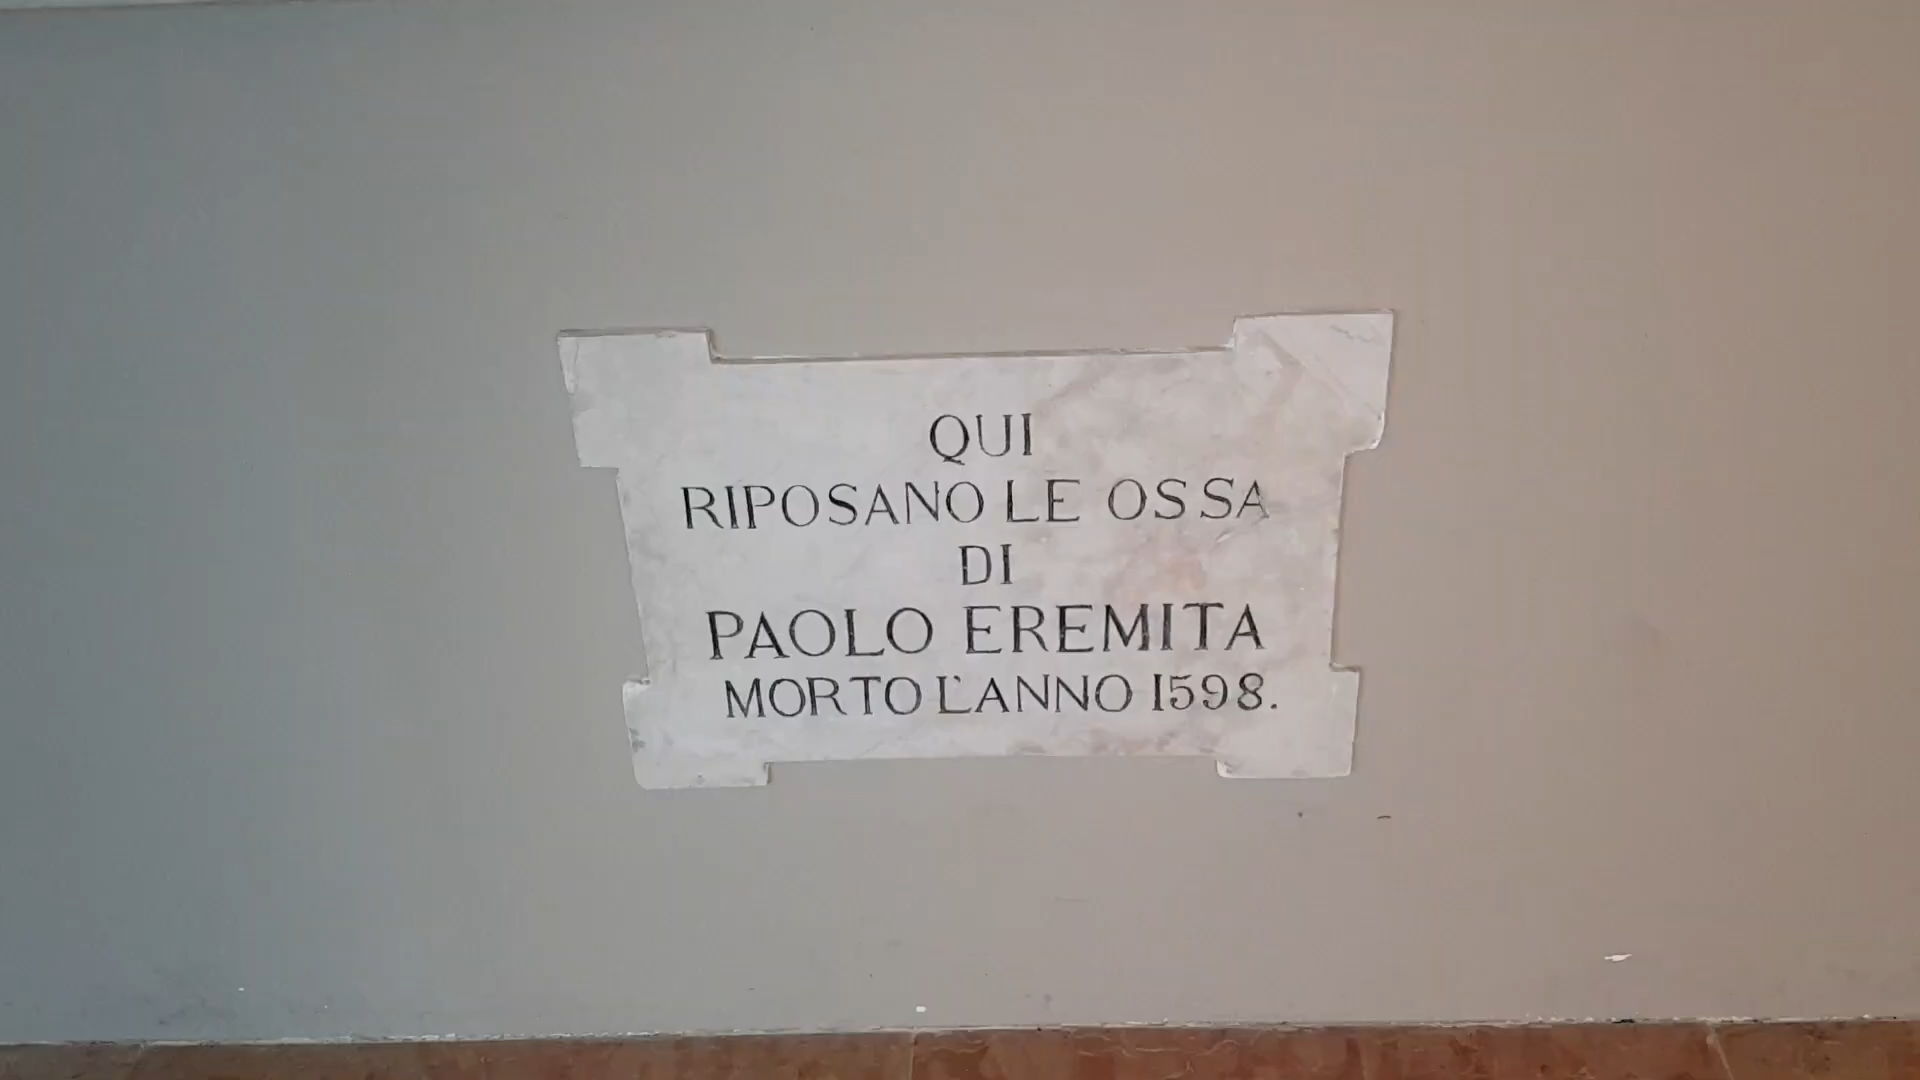 QUI
RIPOSANO LE OSSA
DI
PAOLO EREMITA
MORTO L'ANNO 1598.